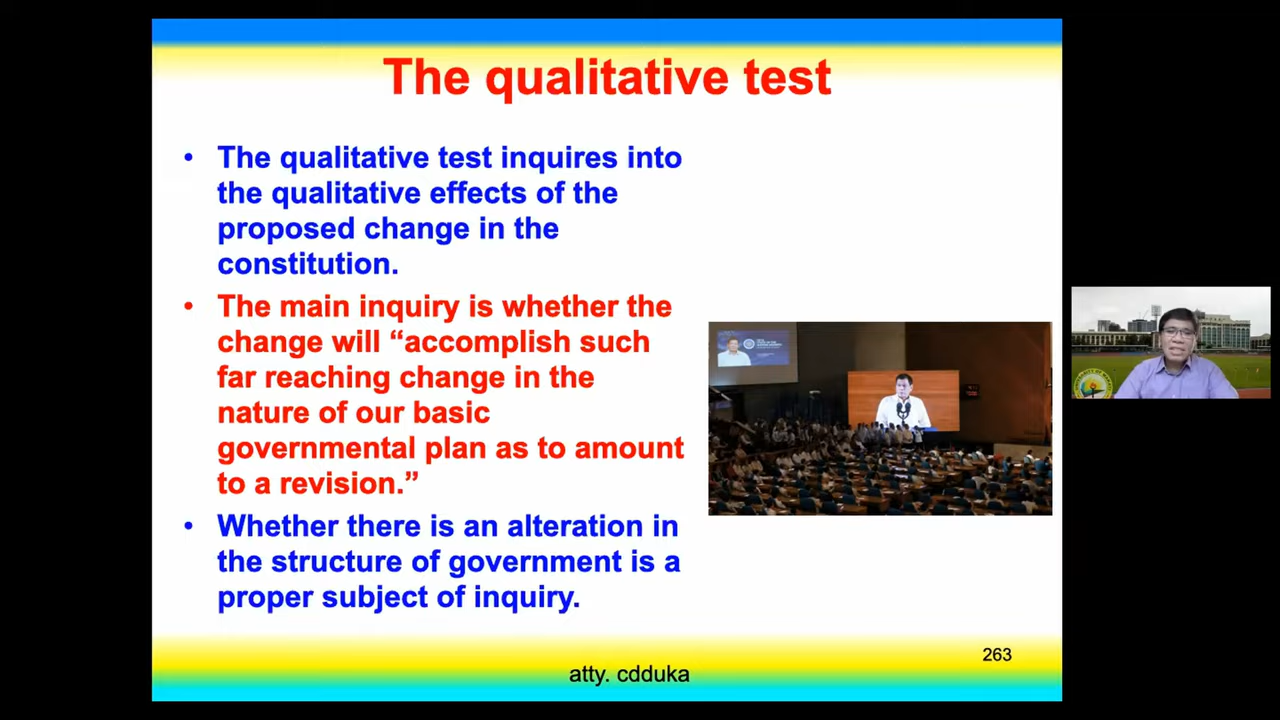 The qualitative test
• The qualitative test inquires into
the qualitative effects of the
proposed change in the
constitution.
• The main inquiry is whether the
change will “accomplish such
far reaching change in the
nature of our basic
governmental plan as to amount
to a revision.”
• Whether there is an alteration in
the structure of government is a
proper subject of inquiry.
263
atty. cdduka